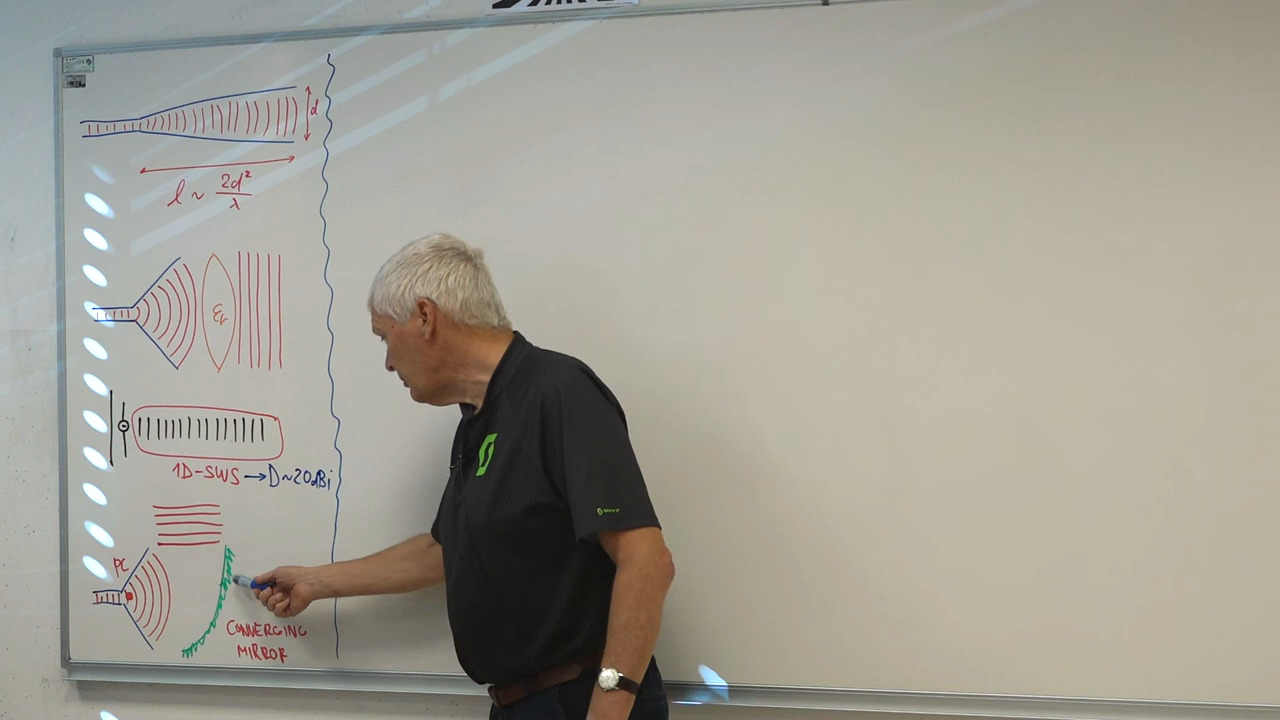 d
l ~ 2d²/λ
εr
1D-SWS → D~20dBi
PC
CONVERGING
MIRROR